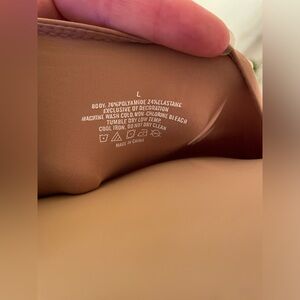 L
BODY: 76%POLYAMIDE 24%ELASTANE
EXCLUSIVE OF DECORATION
MACHINE WASH COLD, NON-CHLORINE BLEACH
TUMBLE DRY LOW TEMP
COOL IRON, DO NOT DRY CLEAN
MADE IN CHINA